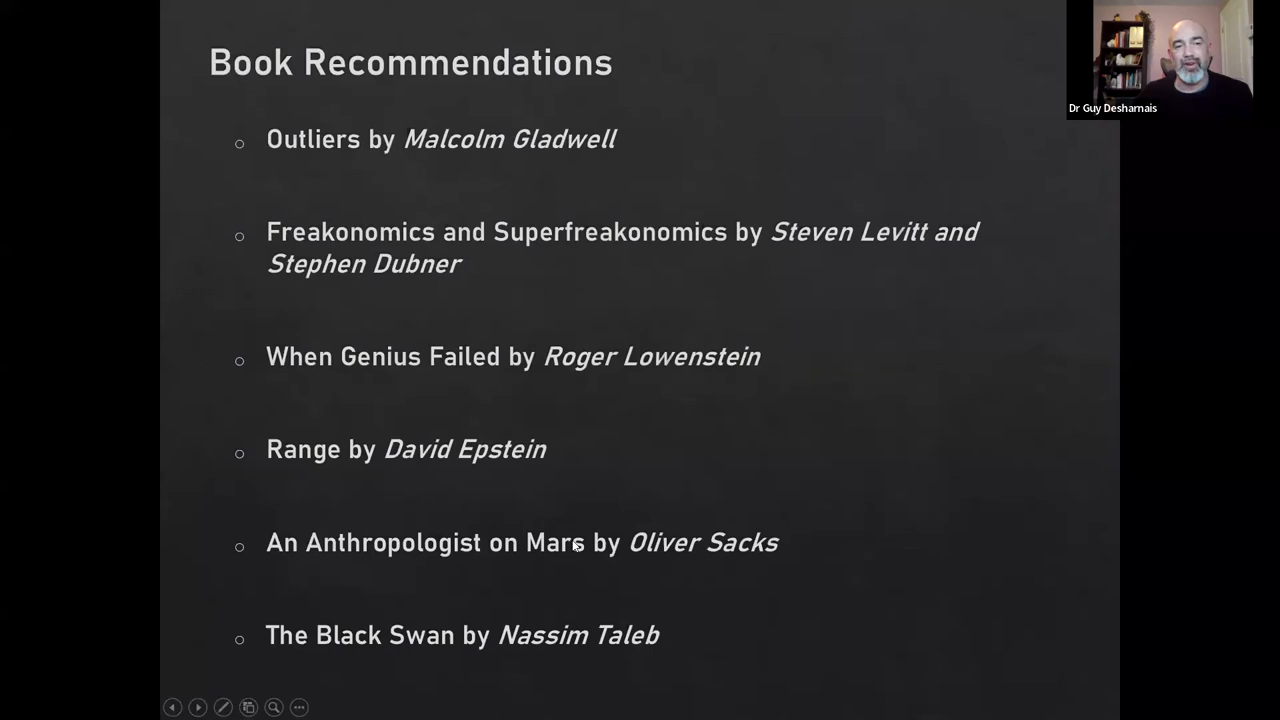 Book Recommendations
Dr Guy Desharnais
Outliers by Malcolm Gladwell
Freakonomics and Superfreakonomics by Steven Levitt and
Stephen Dubner
When Genius Failed by Roger Lowenstein
Range by David Epstein
An Anthropologist on Mars by Oliver Sacks
The Black Swan by Nassim Taleb